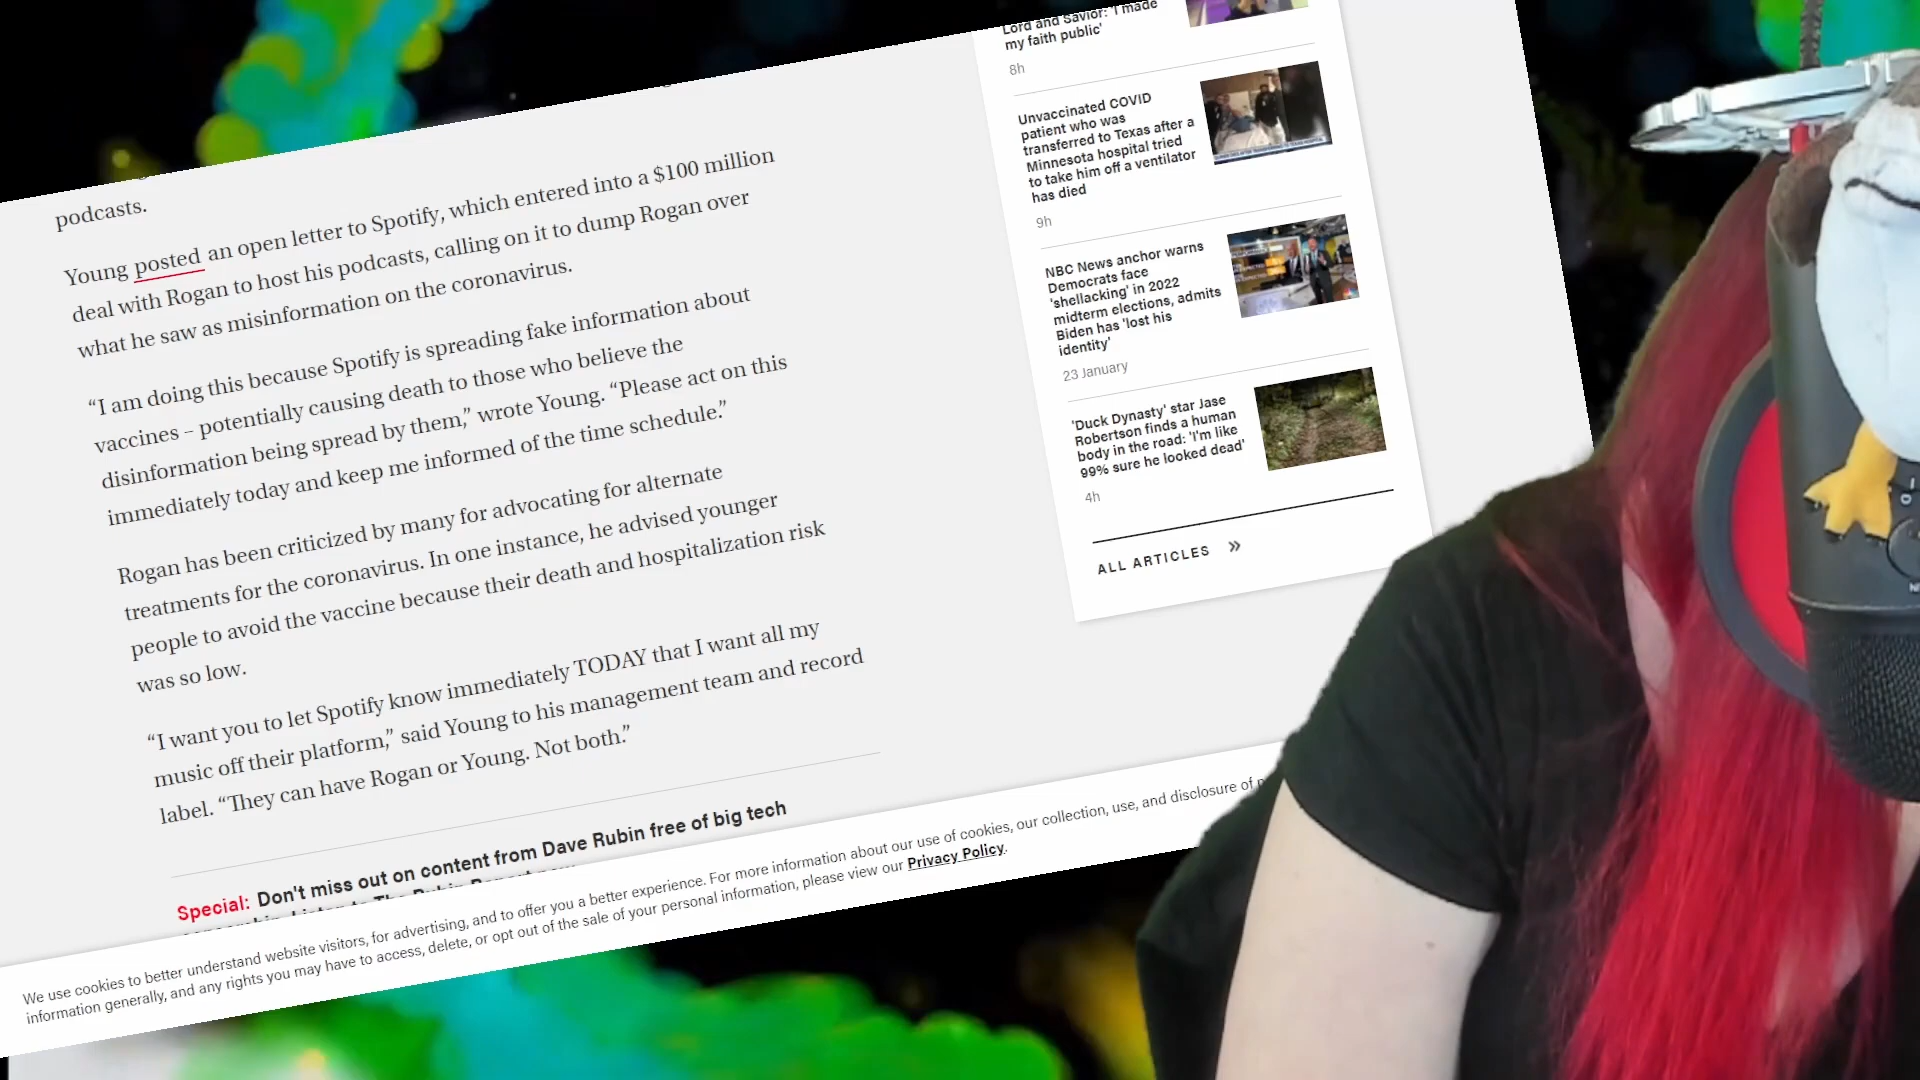 podcasts.
Young posted an open letter to Spotify, which entered into a $100 million
deal with Rogan to host his podcasts, calling on it to dump Rogan over
what he saw as misinformation on the coronavirus.
“I am doing this because Spotify is spreading fake information about
vaccines – potentially causing death to those who believe the
disinformation being spread by them,” wrote Young. “Please act on this
immediately today and keep me informed of the time schedule.”
Rogan has been criticized by many for advocating for alternate
treatments for the coronavirus. In one instance, he advised younger
people to avoid the vaccine because their death and hospitalization risk
was so low.
“I want you to let Spotify know immediately TODAY that I want all my
music off their platform,” said Young to his management team and record
label. “They can have Rogan or Young. Not both.”
Special: Don't miss out on content from Dave Rubin free of big tech
We use cookies to better understand website visitors, for advertising, and to offer you a better experience. For more information about our use of cookies, our collection, use, and disclosure of
information generally, and any rights you may have to access, delete, or opt out of the sale of your personal information, please view our Privacy Policy.
Lord and Savior: 'I made
my faith public'
8h
Unvaccinated COVID
patient who was
transferred to Texas after a
Minnesota hospital tried
to take him off a ventilator
has died
9h
NBC News anchor warns
Democrats face
'shellacking' in 2022
midterm elections, admits
Biden has 'lost his
identity'
23 January
'Duck Dynasty' star Jase
Robertson finds a human
body in the road: 'I'm like
99% sure he looked dead'
4h
ALL ARTICLES »